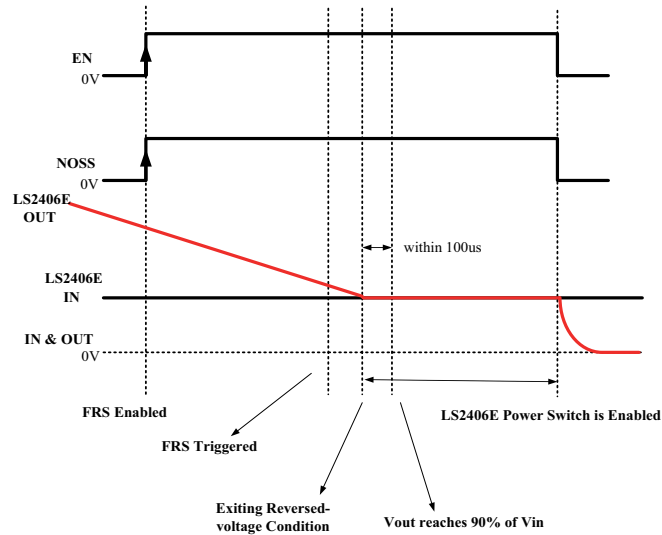 EN
0V
NOSS
0V
LS2406E
OUT
within 100us
LS2406E
IN
IN & OUT
0V
FRS Enabled
LS2406E Power Switch is Enabled
FRS Triggered
Exiting Reversed-
voltage Condition
Vout reaches 90% of Vin